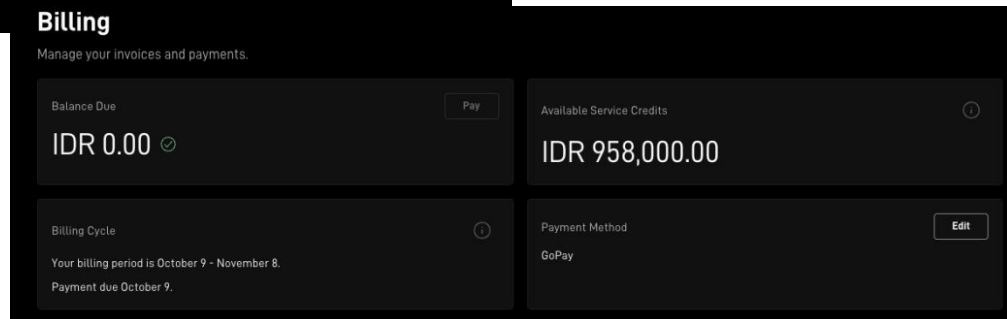 Billing
Manage your invoices and payments.
Balance Due
Pay
IDR 0.00
Available Service Credits
IDR 958,000.00
Billing Cycle
Your billing period is October 9 - November 8.
Payment due October 9.
Payment Method
Edit
GoPay